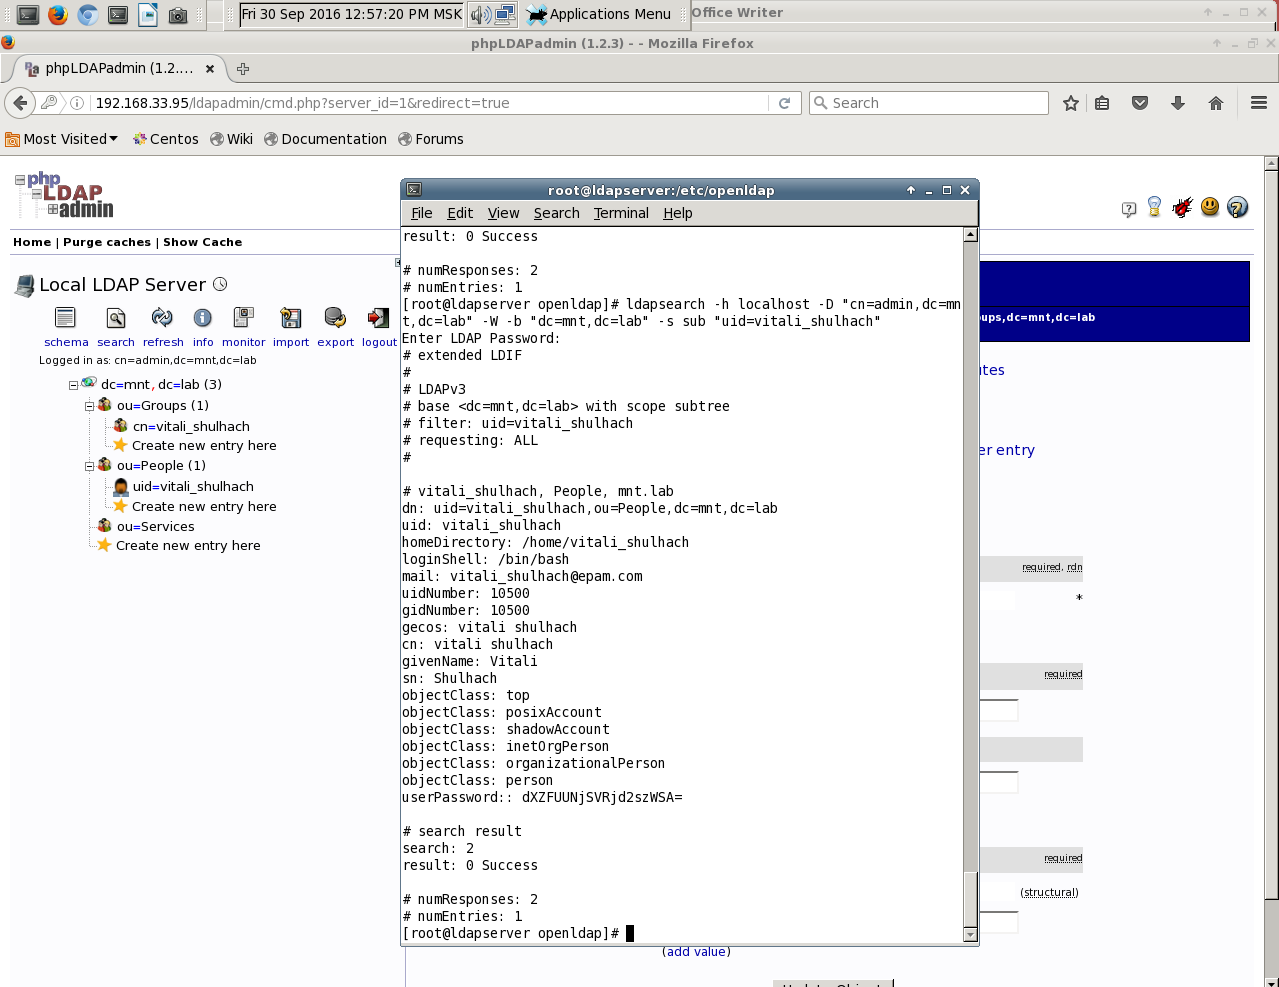 Fri 30 Sep 2016 12:57:20 PM MSK
Applications Menu
Office Writer
phpLDAPadmin (1.2.3) - - Mozilla Firefox
phpLDAPadmin (1.2....
192.168.33.95/ldapadmin/cmd.php?server_id=1&redirect=true
Search
Most Visited
Centos
Wiki
Documentation
Forums
php
LDAP
admin
Home | Purge caches | Show Cache
Local LDAP Server
schema search refresh info monitor import export logout
Logged in as: cn=admin,dc=mnt,dc=lab
dc=mnt, dc=lab (3)
ou=Groups (1)
cn=vitali_shulhach
Create new entry here
ou=People (1)
uid=vitali_shulhach
Create new entry here
ou=Services
Create new entry here
root@ldapserver:/etc/openldap
File Edit View Search Terminal Help
result: 0 Success
# numResponses: 2
# numEntries: 1
[root@ldapserver openldap]# ldapsearch -h localhost -D "cn=admin,dc=mn
t,dc=lab" -W -b "dc=mnt,dc=lab" -s sub "uid=vitali_shulhach"
Enter LDAP Password:
# extended LDIF
#
# LDAPv3
# base <dc=mnt,dc=lab> with scope subtree
# filter: uid=vitali_shulhach
# requesting: ALL
#
# vitali_shulhach, People, mnt.lab
dn: uid=vitali_shulhach,ou=People,dc=mnt,dc=lab
uid: vitali_shulhach
homeDirectory: /home/vitali_shulhach
loginShell: /bin/bash
mail: vitali_shulhach@epam.com
uidNumber: 10500
gidNumber: 10500
gecos: vitali shulhach
cn: vitali shulhach
givenName: Vitali
sn: Shulhach
objectClass: top
objectClass: posixAccount
objectClass: shadowAccount
objectClass: inetOrgPerson
objectClass: organizationalPerson
objectClass: person
userPassword:: dXZFUUNjSVRjd2szWSA=
# search result
search: 2
result: 0 Success
# numResponses: 2
# numEntries: 1
[root@ldapserver openldap]#
ups,dc=mnt,dc=lab
ites
er entry
required, rdn
*
required
required
(structural)
(add value)